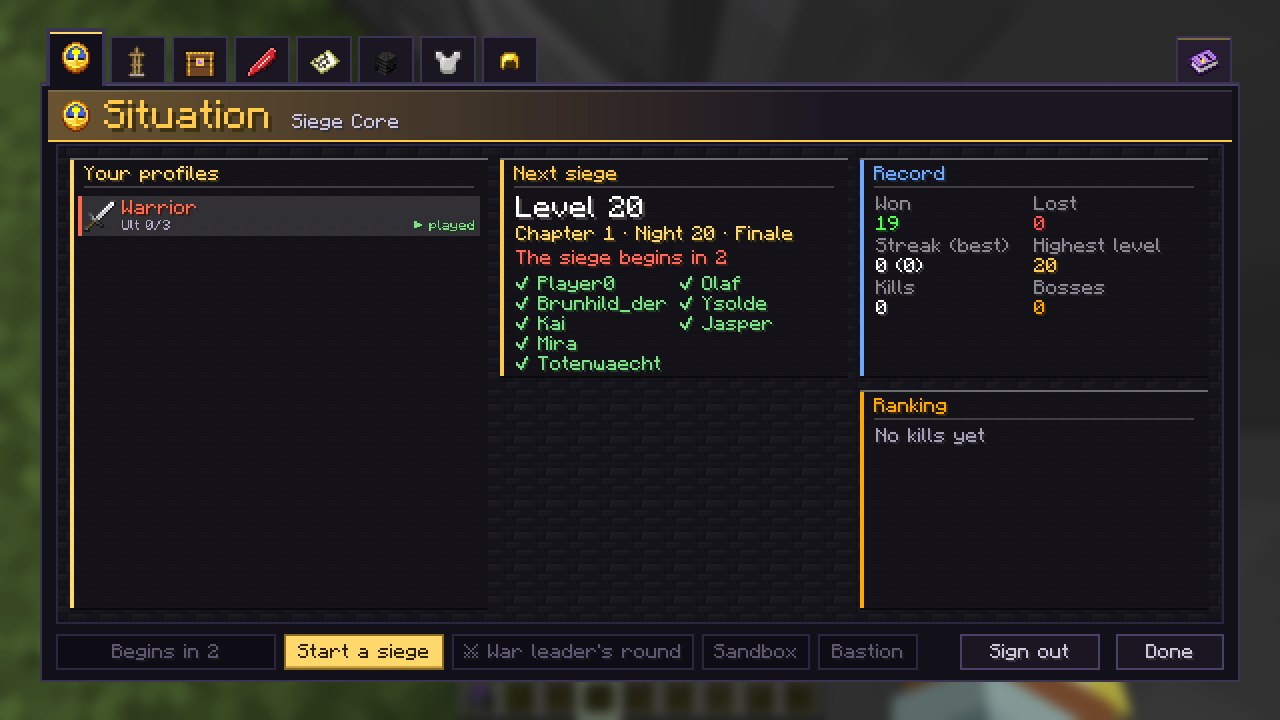 Situation Siege Core
Your profiles
Warrior
Ult 0/3
▶ played
Next siege
Level 20
Chapter 1 · Night 20 · Finale
The siege begins in 2
✓ Player0 ✓ Olaf
✓ Brunhild_der ✓ Ysolde
✓ Kai ✓ Jasper
✓ Mira
✓ Totenwaecht
Record
Won Lost
19 0
Streak (best) Highest level
0 (0) 20
Kills Bosses
0 0
Ranking
No kills yet
Begins in 2
Start a siege
⚔ War leader's round
Sandbox
Bastion
Sign out
Done